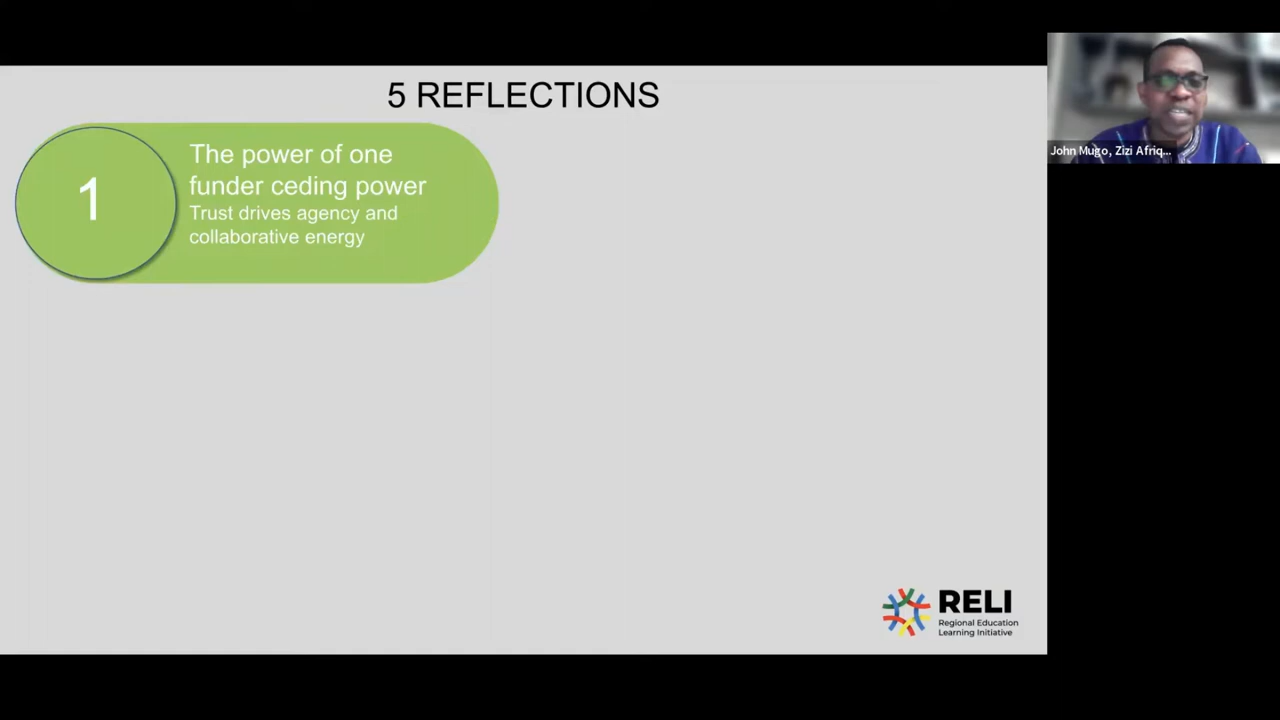 5 REFLECTIONS
1
The power of one
funder ceding power
Trust drives agency and
collaborative energy
John Mugo, Zizi Afriq...
RELI
Regional Education
Learning Initiative